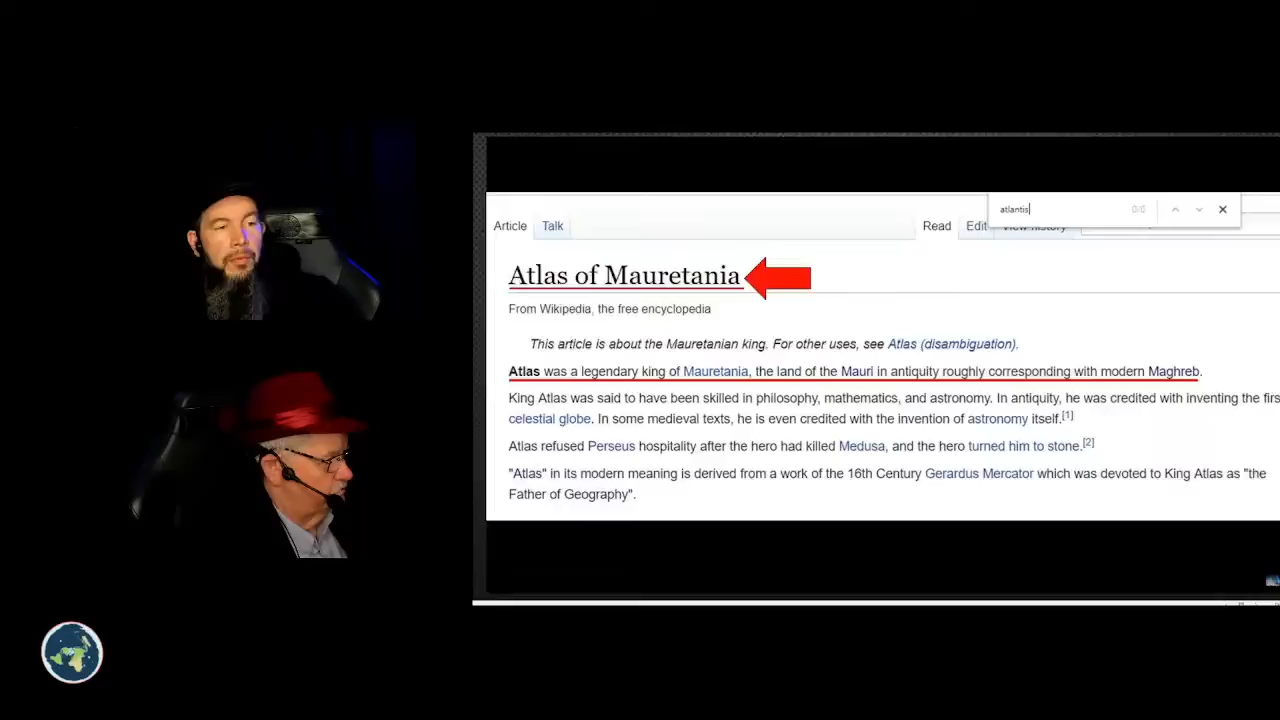 atlantis
0/0
Article Talk Read Edit View history
Atlas of Mauretania
From Wikipedia, the free encyclopedia
This article is about the Mauretanian king. For other uses, see Atlas (disambiguation).
Atlas was a legendary king of Mauretania, the land of the Mauri in antiquity roughly corresponding with modern Maghreb.
King Atlas was said to have been skilled in philosophy, mathematics, and astronomy. In antiquity, he was credited with inventing the firs
celestial globe. In some medieval texts, he is even credited with the invention of astronomy itself.[1]
Atlas refused Perseus hospitality after the hero had killed Medusa, and the hero turned him to stone.[2]
"Atlas" in its modern meaning is derived from a work of the 16th Century Gerardus Mercator which was devoted to King Atlas as "the
Father of Geography".